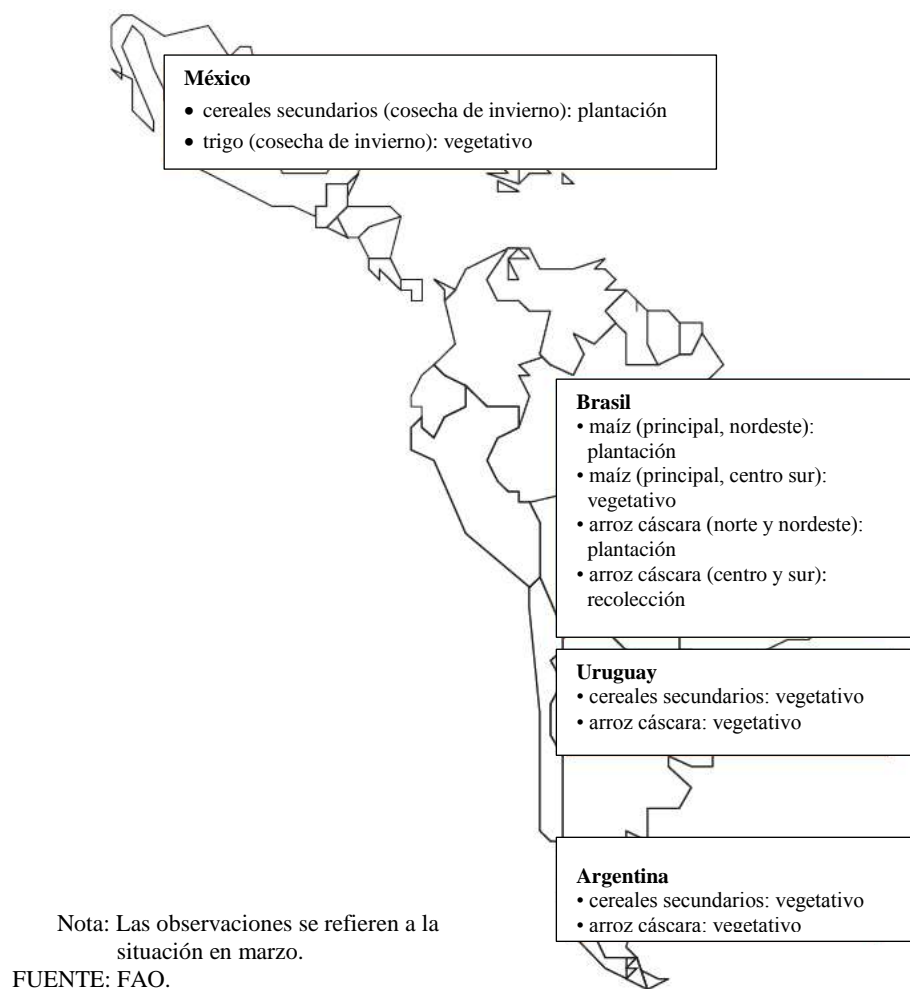 México
• cereales secundarios (cosecha de invierno): plantación
• trigo (cosecha de invierno): vegetativo
Brasil
• maíz (principal, nordeste):
plantación
• maíz (principal, centro sur):
vegetativo
• arroz cáscara (norte y nordeste):
plantación
• arroz cáscara (centro y sur):
recolección
Uruguay
• cereales secundarios: vegetativo
• arroz cáscara: vegetativo
Argentina
• cereales secundarios: vegetativo
• arroz cáscara: vegetativo
Nota: Las observaciones se refieren a la
situación en marzo.
FUENTE: FAO.